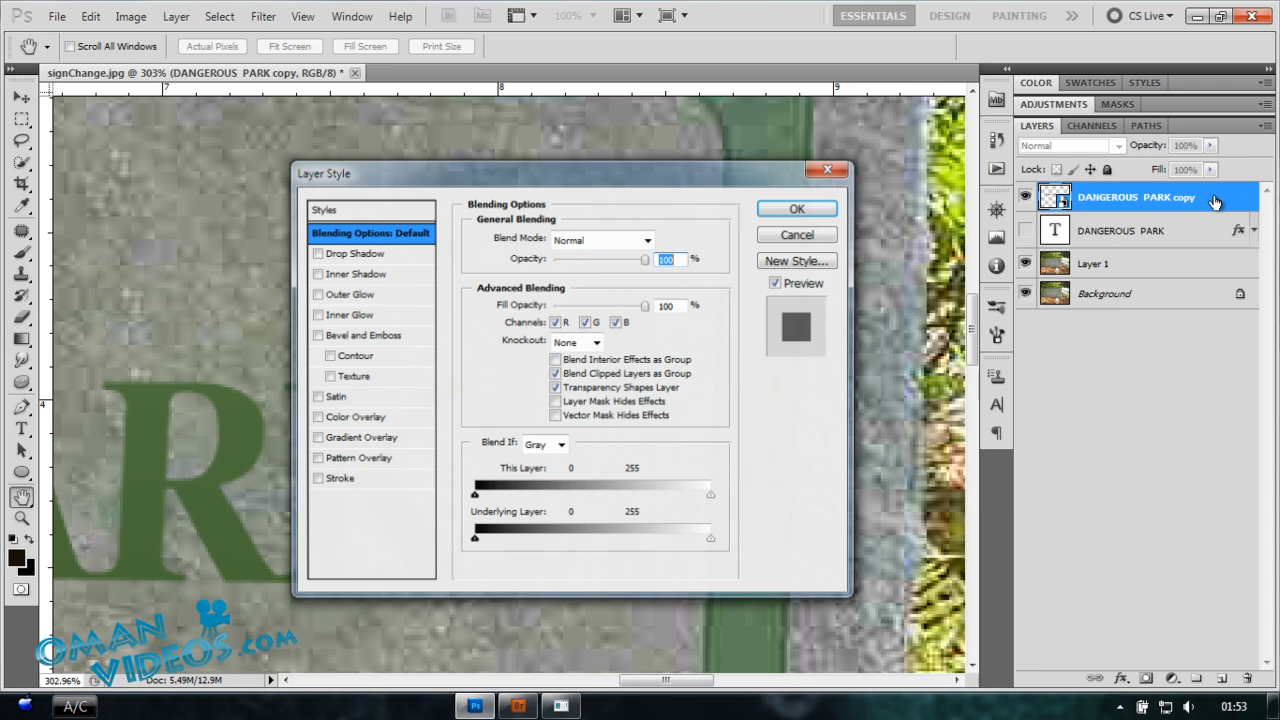 Ps File Edit Image Layer Select Filter View Window Help Br Mb 100% ESSENTIALS DESIGN PAINTING CS Live
Scroll All Windows Actual Pixels Fit Screen Fill Screen Print Size
signChange.jpg @ 303% (DANGEROUS PARK copy, RGB/8) *
7 8 9
4
COLOR SWATCHES STYLES
ADJUSTMENTS MASKS
LAYERS CHANNELS PATHS
Normal Opacity: 100%
Lock: Fill: 100%
DANGEROUS PARK copy
T DANGEROUS PARK fx
Layer 1
Background
Layer Style
Styles
Blending Options: Default
Drop Shadow
Inner Shadow
Outer Glow
Inner Glow
Bevel and Emboss
Contour
Texture
Satin
Color Overlay
Gradient Overlay
Pattern Overlay
Stroke
Blending Options
General Blending
Blend Mode: Normal
Opacity: 100 %
Advanced Blending
Fill Opacity: 100 %
Channels: R G B
Knockout: None
Blend Interior Effects as Group
Blend Clipped Layers as Group
Transparency Shapes Layer
Layer Mask Hides Effects
Vector Mask Hides Effects
Blend If: Gray
This Layer: 0 255
Underlying Layer: 0 255
OK
Cancel
New Style...
Preview
AR
OMAN VIDEOS.COM
302.96% Doc: 5.49M/12.9M
A/C Ps Br 01:53